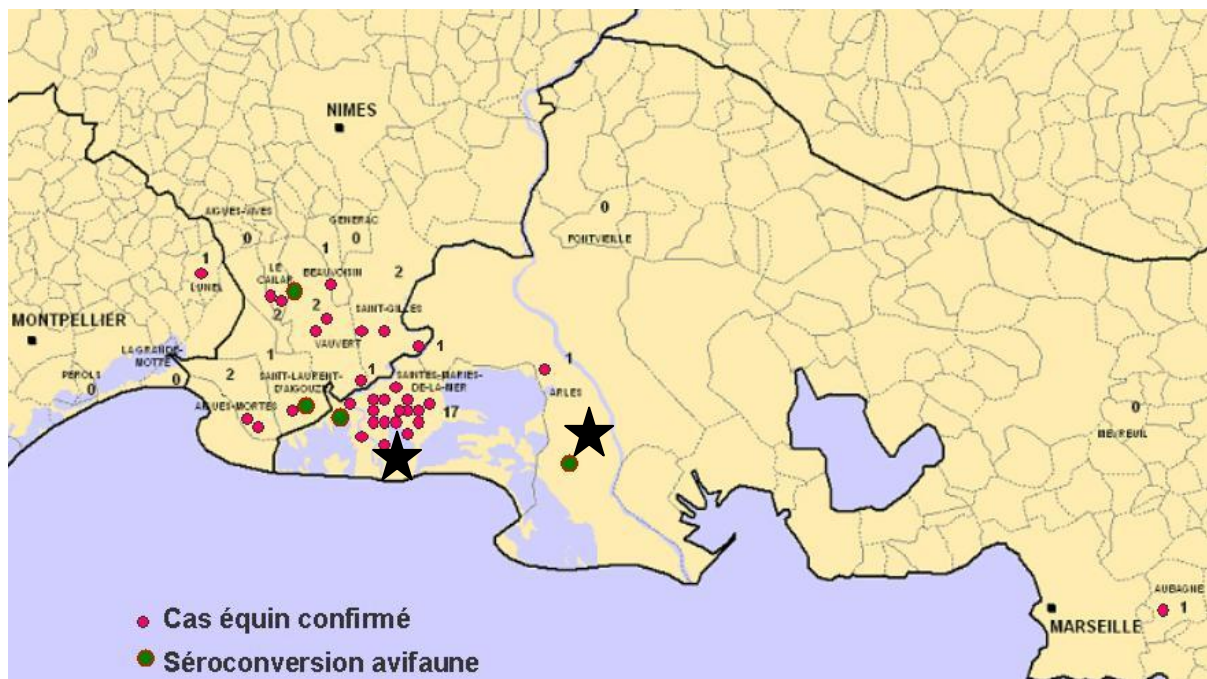 NIMES
AIGUES-VIVES
GENERAC
0
0
0
FONTVIEILLE
1
LUNEL
LE
CAILAR
1
BEAUVOISIN
2
2
2
SAINT-GILLES
MONTPELLIER
VAUVERT
1
LA GRANDE-
MOTTE
0
PEROLS
0
1
2
SAINT-LAURENT-
D'AIGOUZE
1
SAINTES-MARIES-
DE-LA-MER
17
AIGUES-MORTES
1
ARLES
0
AUBAGNE
1
MARSEILLE
Cas équin confirmé
Séroconversion avifaune